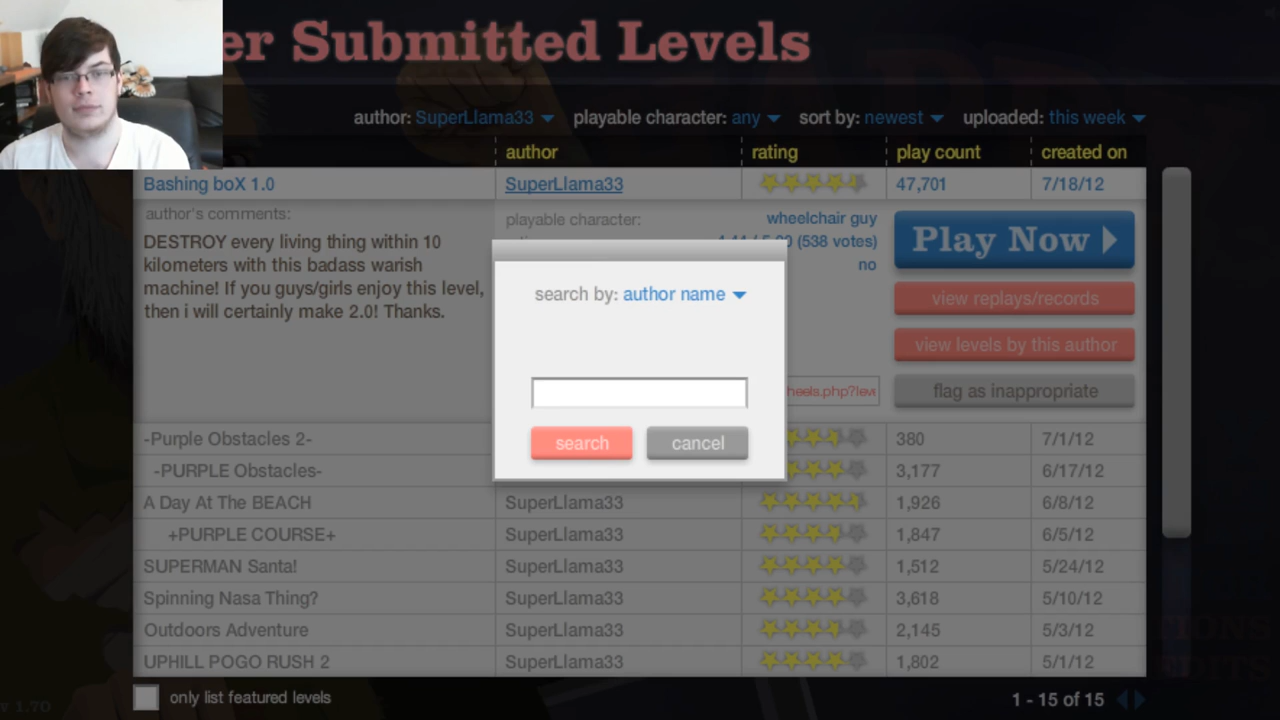 er Submitted Levels
author: SuperLlama33 playable character: any sort by: newest uploaded: this week
author rating play count created on
Bashing boX 1.0 SuperLlama33 47,701 7/18/12
author's comments:
DESTROY every living thing within 10
kilometers with this badass warish
machine! If you guys/girls enjoy this level,
then i will certainly make 2.0! Thanks.
playable character: wheelchair guy
(538 votes)
no
Play Now
view replays/records
view levels by this author
flag as inappropriate
heels.php?leve
search by: author name
search cancel
-Purple Obstacles 2- 380 7/1/12
-PURPLE Obstacles- 3,177 6/17/12
A Day At The BEACH SuperLlama33 1,926 6/8/12
+PURPLE COURSE+ SuperLlama33 1,847 6/5/12
SUPERMAN Santa! SuperLlama33 1,512 5/24/12
Spinning Nasa Thing? SuperLlama33 3,618 5/10/12
Outdoors Adventure SuperLlama33 2,145 5/3/12
UPHILL POGO RUSH 2 SuperLlama33 1,802 5/1/12
only list featured levels 1 - 15 of 15
v 1.70